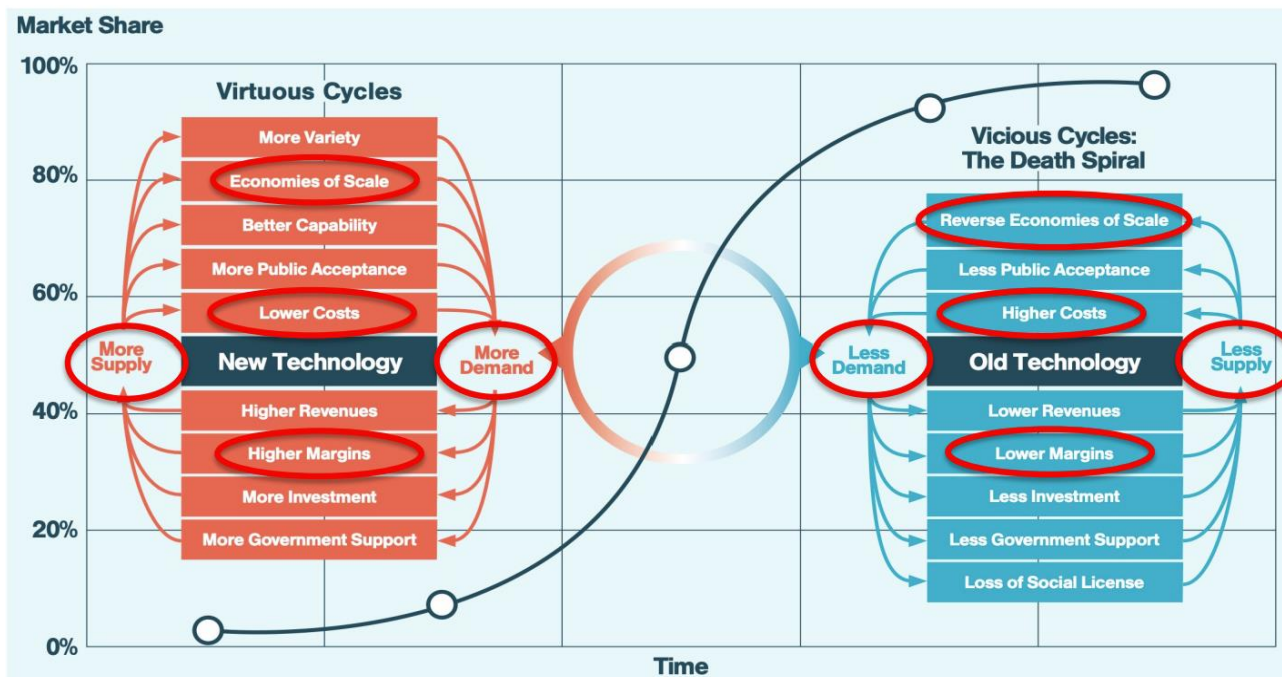 Market Share
100%
80%
60%
40%
20%
0%
Virtuous Cycles
More Variety
Economies of Scale
Better Capability
More Public Acceptance
Lower Costs
More
Supply
New Technology
More
Demand
Higher Revenues
Higher Margins
More Investment
More Government Support
Vicious Cycles:
The Death Spiral
Reverse Economies of Scale
Less Public Acceptance
Higher Costs
Less
Demand
Old Technology
Less
Supply
Lower Revenues
Lower Margins
Less Investment
Less Government Support
Loss of Social License
Time